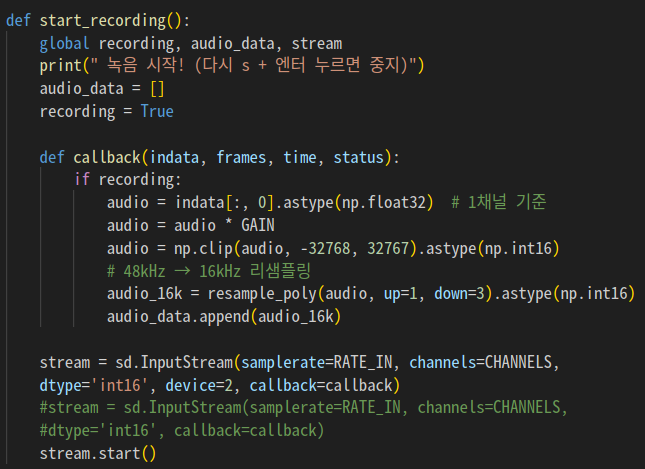 def start_recording():
    global recording, audio_data, stream
    print(" 녹음 시작! (다시 s + 엔터 누르면 중지)")
    audio_data = []
    recording = True

    def callback(indata, frames, time, status):
        if recording:
            audio = indata[:, 0].astype(np.float32)  # 1채널 기준
            audio = audio * GAIN
            audio = np.clip(audio, -32768, 32767).astype(np.int16)
            # 48kHz → 16kHz 리샘플링
            audio_16k = resample_poly(audio, up=1, down=3).astype(np.int16)
            audio_data.append(audio_16k)

    stream = sd.InputStream(samplerate=RATE_IN, channels=CHANNELS,
    dtype='int16', device=2, callback=callback)
    #stream = sd.InputStream(samplerate=RATE_IN, channels=CHANNELS,
    #dtype='int16', callback=callback)
    stream.start()